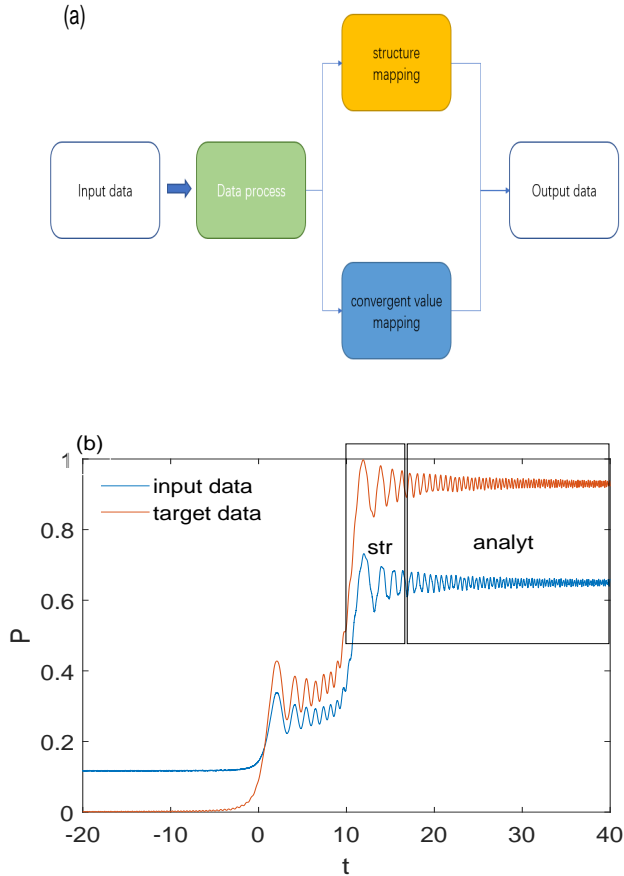 (a)
structure
mapping
Input data
Data process
Output data
convergent value
mapping
(b)
1
input data
target data
0.8
str
analyt
0.6
P
0.4
0.2
0
-20
-10
0
10
20
30
40
t